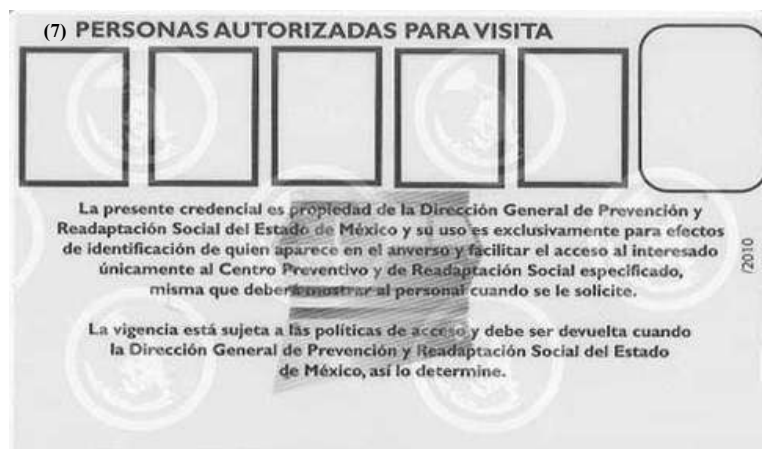 (7) PERSONAS AUTORIZADAS PARA VISITA
La presente credencial es propiedad de la Dirección General de Prevención y
Readaptación Social del Estado de México y su uso es exclusivamente para efectos
de identificación de quien aparece en el anverso y facilitar el acceso al interesado
únicamente al Centro Preventivo y de Readaptación Social especificado,
misma que deberá mostrar al personal cuando se le solicite.
/2010
La vigencia está sujeta a las políticas de acceso y debe ser devuelta cuando
la Dirección General de Prevención y Readaptación Social del Estado
de México, así lo determine.